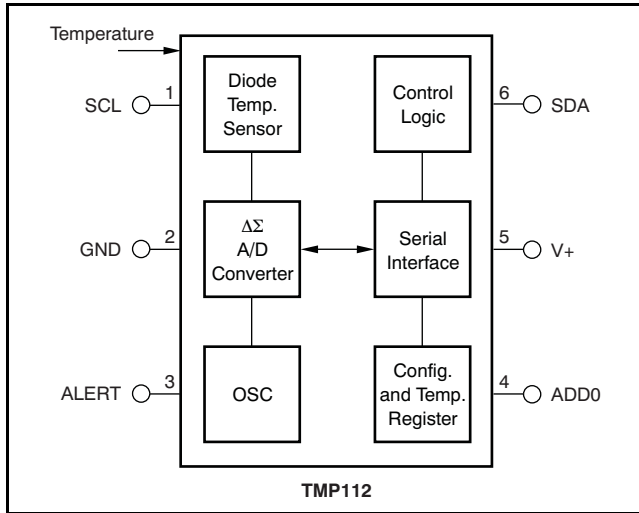 Temperature
SCL
1
Diode
Temp.
Sensor
Control
Logic
6
SDA
GND
2
ΔΣ
A/D
Converter
Serial
Interface
5
V+
ALERT
3
OSC
Config.
and Temp.
Register
4
ADD0
TMP112